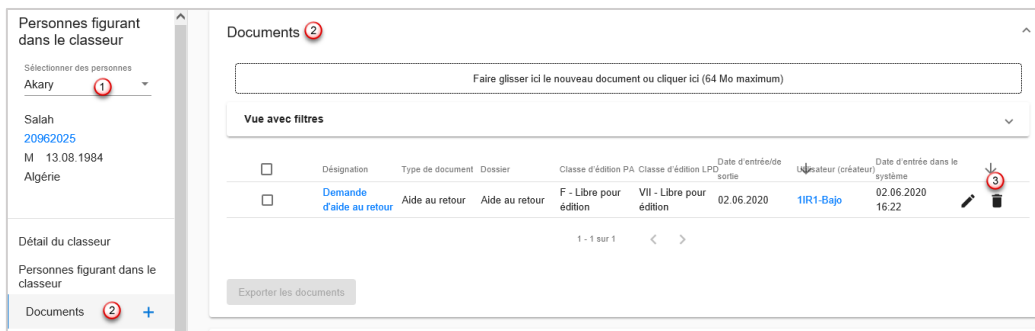 Personnes figurant
dans le classeur
Sélectionner des personnes
Akary
1
Salah
20962025
M 13.08.1984
Algérie
Détail du classeur
Personnes figurant dans le
classeur
Documents 2 +
Documents 2
Faire glisser ici le nouveau document ou cliquer ici (64 Mo maximum)
Vue avec filtres
Désignation Type de document Dossier Classe d'édition PA Classe d'édition LPD Date d'entrée/de sortie Utilisateur (créateur) Date d'entrée dans le système
3
Demande d'aide au retour Aide au retour Aide au retour F - Libre pour édition VII - Libre pour édition 02.06.2020 1IR1-Bajo 02.06.2020 16:22
1 - 1 sur 1 < >
Exporter les documents